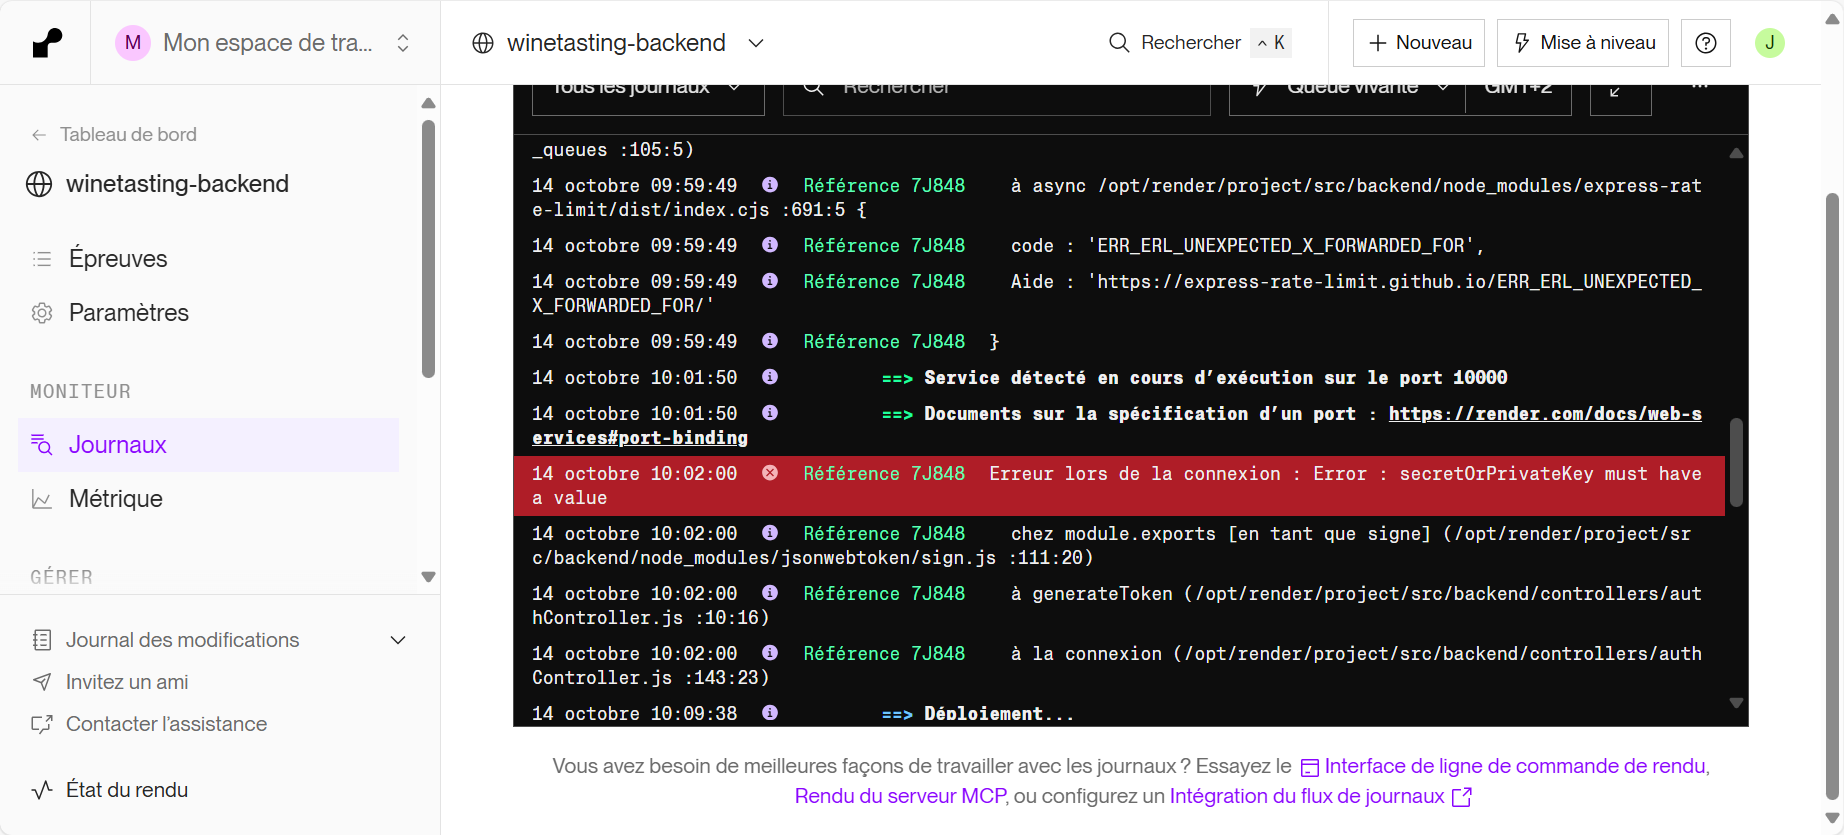 M Mon espace de tra...
winetasting-backend
Rechercher ^ K
+ Nouveau
Mise à niveau
J
← Tableau de bord
winetasting-backend
Épreuves
Paramètres
MONITEUR
Journaux
Métrique
GÉRER
Journal des modifications
Invitez un ami
Contacter l'assistance
État du rendu
Tous les journaux
Rechercher
Queue vivante
GMT+2
...
_queues :105:5)
14 octobre 09:59:49 Référence 7J848 à async /opt/render/project/src/backend/node_modules/express-rat
e-limit/dist/index.cjs :691:5 {
14 octobre 09:59:49 Référence 7J848 code : 'ERR_ERL_UNEXPECTED_X_FORWARDED_FOR',
14 octobre 09:59:49 Référence 7J848 Aide : 'https://express-rate-limit.github.io/ERR_ERL_UNEXPECTED_
X_FORWARDED_FOR/'
14 octobre 09:59:49 Référence 7J848 }
14 octobre 10:01:50 ==> Service détecté en cours d’exécution sur le port 10000
14 octobre 10:01:50 ==> Documents sur la spécification d’un port : https://render.com/docs/web-s
ervices#port-binding
14 octobre 10:02:00 Référence 7J848 Erreur lors de la connexion : Error : secretOrPrivateKey must have
a value
14 octobre 10:02:00 Référence 7J848 chez module.exports [en tant que signe] (/opt/render/project/sr
c/backend/node_modules/jsonwebtoken/sign.js :111:20)
14 octobre 10:02:00 Référence 7J848 à generateToken (/opt/render/project/src/backend/controllers/aut
hController.js :10:16)
14 octobre 10:02:00 Référence 7J848 à la connexion (/opt/render/project/src/backend/controllers/auth
Controller.js :143:23)
14 octobre 10:09:38 ==> Déploiement...
Vous avez besoin de meilleures façons de travailler avec les journaux ? Essayez le Interface de ligne de commande de rendu,
Rendu du serveur MCP, ou configurez un Intégration du flux de journaux